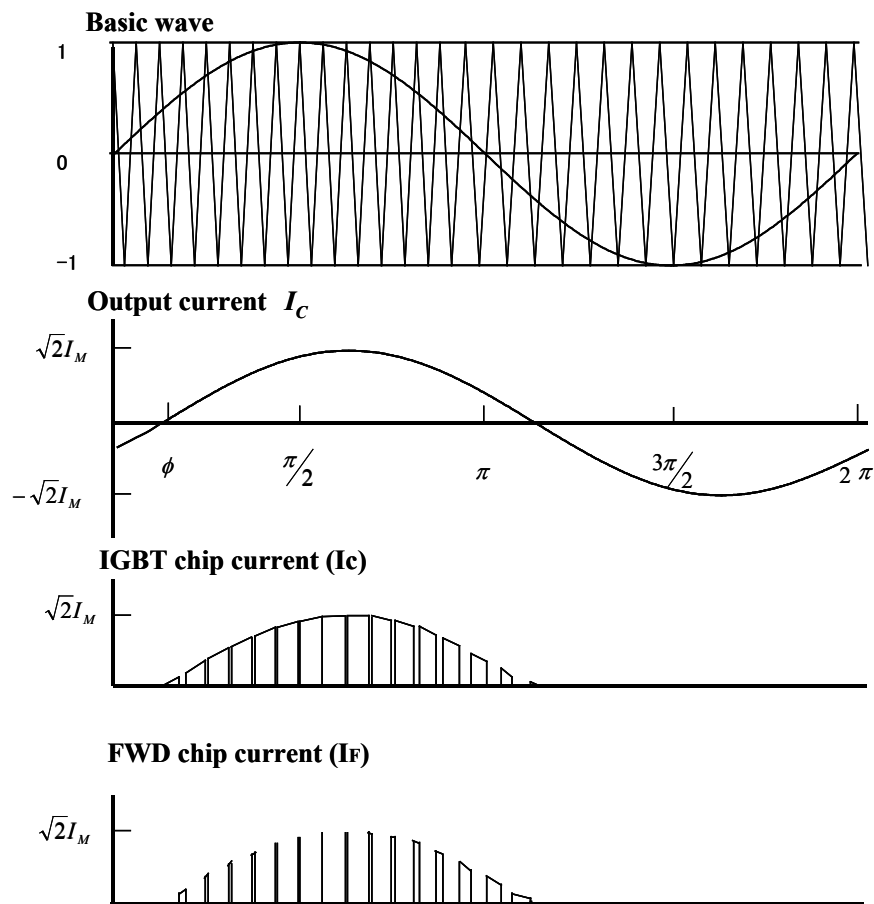 Basic wave
1
0
−1
Output current I_C
√2I_M
ϕ π/2 π 3π/2 2π
−√2I_M
IGBT chip current (Ic)
√2I_M
FWD chip current (IF)
√2I_M